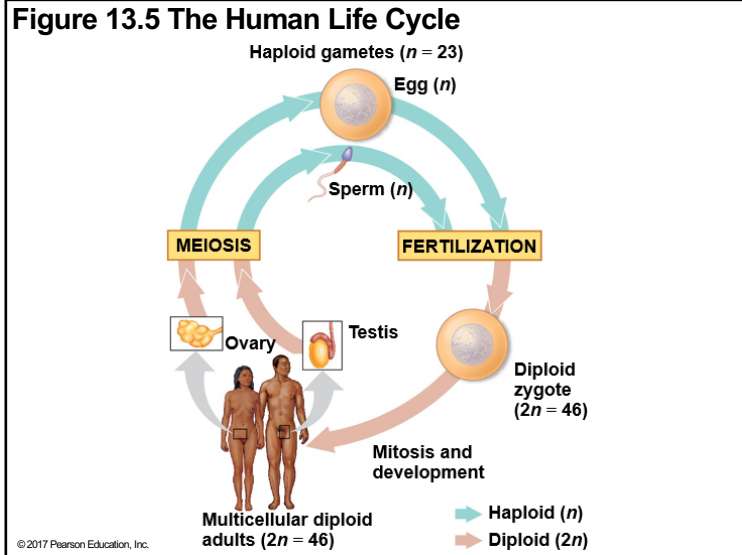 Figure 13.5 The Human Life Cycle
Haploid gametes (n = 23)
Egg (n)
Sperm (n)
MEIOSIS
FERTILIZATION
Ovary
Testis
Diploid
zygote
(2n = 46)
Mitosis and
development
Multicellular diploid
adults (2n = 46)
Haploid (n)
Diploid (2n)
© 2017 Pearson Education, Inc.